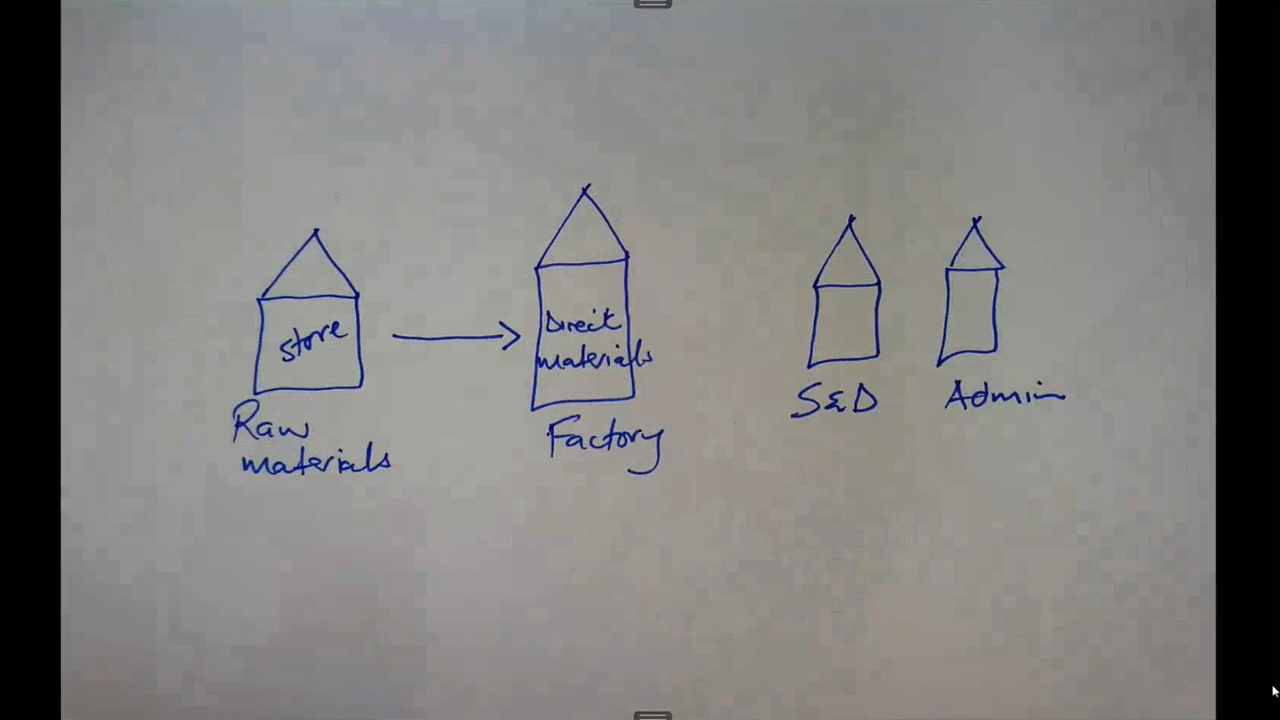 store
Raw
materials
Direct
materials
Factory
S&D
Admin